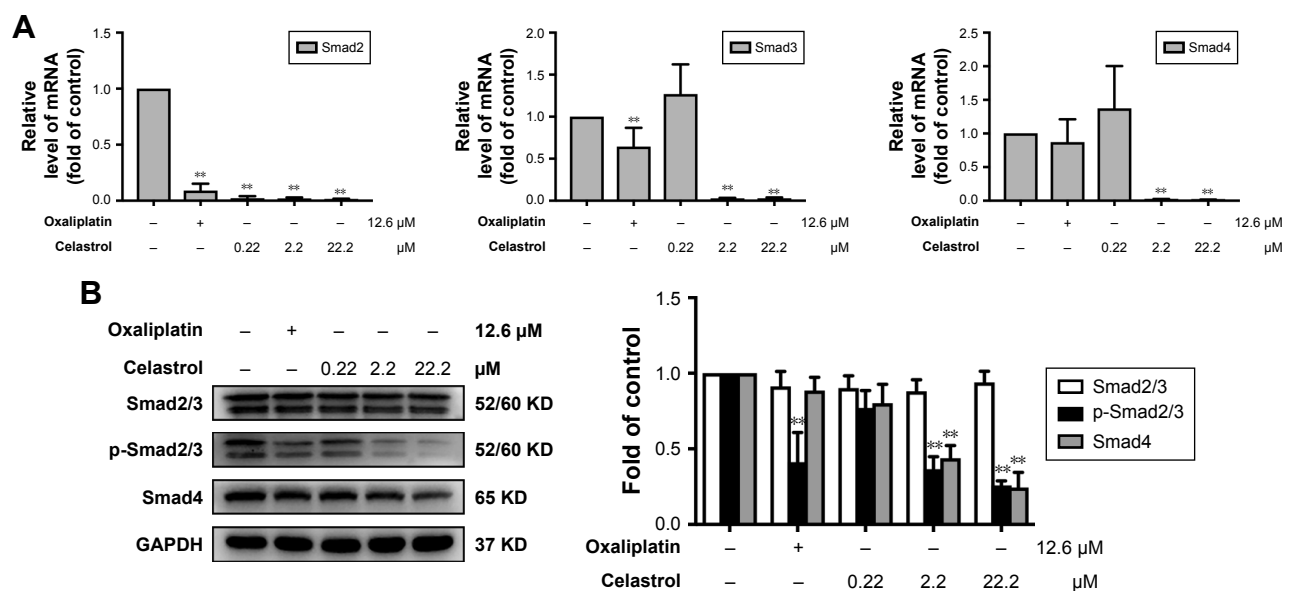 A
Relative
level of mRNA
(fold of control)
1.5
1.0
0.5
0.0
Smad2
**
**
**
**
Oxaliplatin – + – – – 12.6 µM
Celastrol – – 0.22 2.2 22.2 µM
Relative
level of mRNA
(fold of control)
2.0
1.5
1.0
0.5
0.0
Smad3
**
**
**
Oxaliplatin – + – – – 12.6 µM
Celastrol – – 0.22 2.2 22.2 µM
Relative
level of mRNA
(fold of control)
2.5
2.0
1.5
1.0
0.5
0.0
Smad4
**
**
Oxaliplatin – + – – – 12.6 µM
Celastrol – – 0.22 2.2 22.2 µM
B
Oxaliplatin – + – – – 12.6 µM
Celastrol – – 0.22 2.2 22.2 µM
Smad2/3 52/60 KD
p-Smad2/3 52/60 KD
Smad4 65 KD
GAPDH 37 KD
Fold of control
1.5
1.0
0.5
0.0
**
** **
** **
Smad2/3
p-Smad2/3
Smad4
Oxaliplatin – + – – – 12.6 µM
Celastrol – – 0.22 2.2 22.2 µM